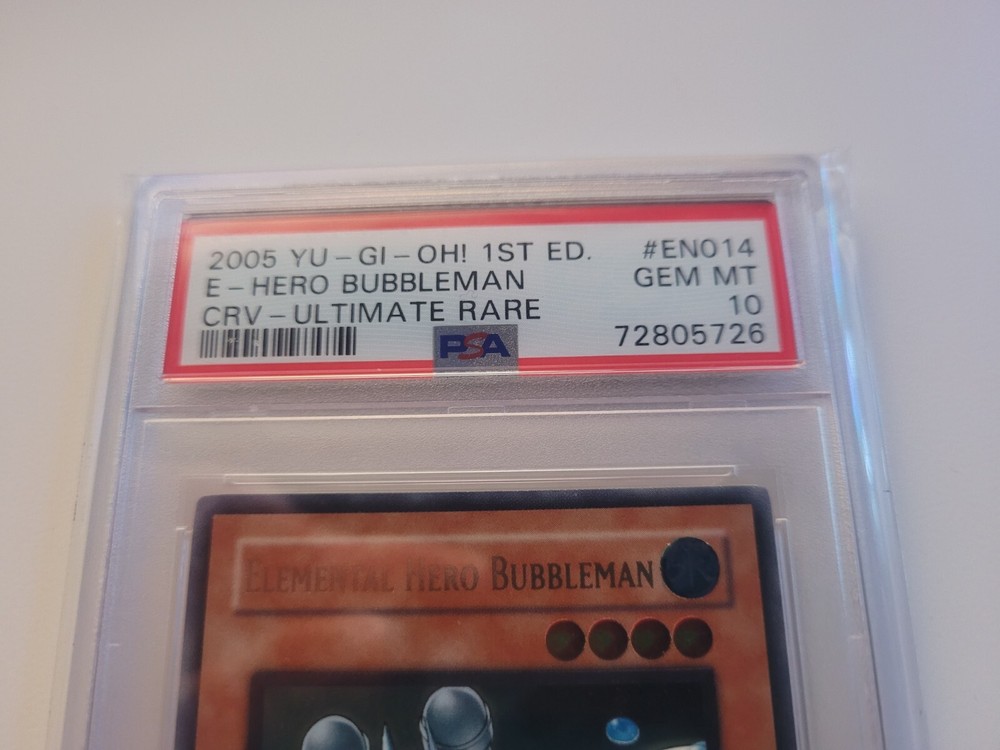 2005 YU-GI-OH! 1ST ED. #EN014
E-HERO BUBBLEMAN GEM MT
CRV-ULTIMATE RARE 10
PSA 72805726
ELEMENTAL HERO BUBBLEMAN